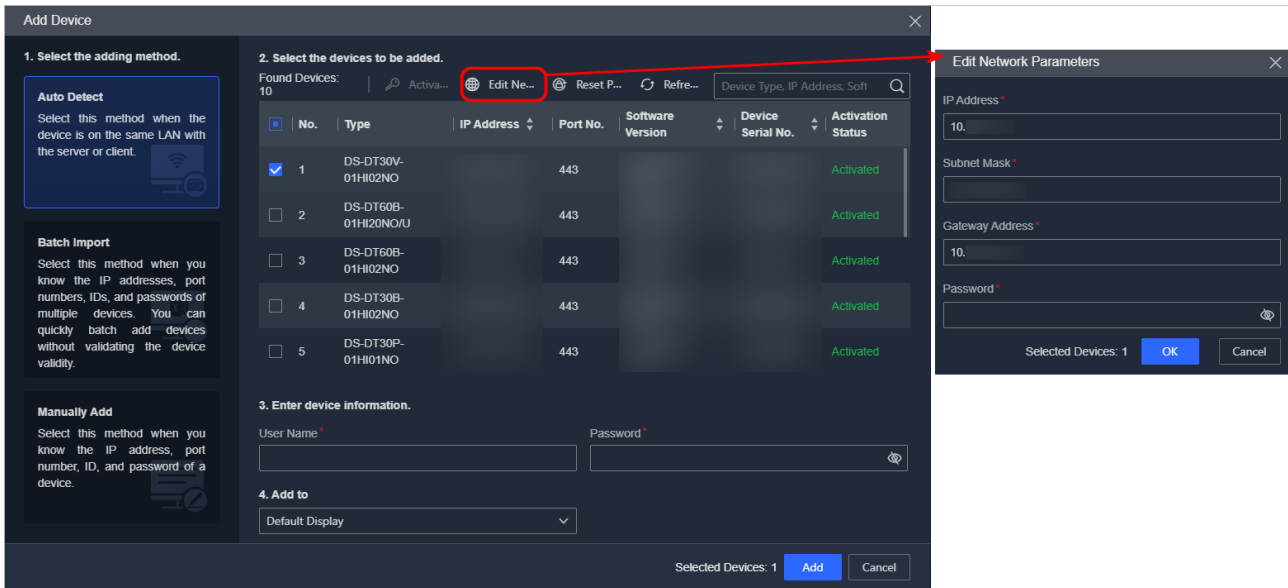 Add Device
1. Select the adding method.
Auto Detect
Select this method when the
device is on the same LAN with
the server or client.
Batch Import
Select this method when you
know the IP addresses, port
numbers, IDs, and passwords of
multiple devices. You can
quickly batch add devices
without validating the device
validity.
Manually Add
Select this method when you
know the IP address, port
number, ID, and password of a
device.
2. Select the devices to be added.
Found Devices:
10
Activa...
Edit Ne...
Reset P...
Refre...
Device Type, IP Address, Soft
No. Type IP Address Port No. Software Version Device Serial No. Activation Status
1 DS-DT30V-01HI02NO 443 Activated
2 DS-DT60B-01HI20NO/U 443 Activated
3 DS-DT60B-01HI02NO 443 Activated
4 DS-DT30B-01HI02NO 443 Activated
5 DS-DT30P-01HI01NO 443 Activated
3. Enter device information.
User Name*
Password*
4. Add to
Default Display
Selected Devices: 1 Add Cancel
Edit Network Parameters
IP Address*
10.
Subnet Mask*
Gateway Address*
10.
Password*
Selected Devices: 1 OK Cancel